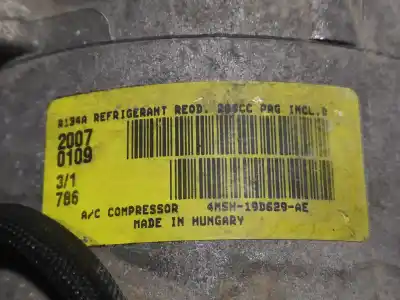 R134A REFRIGERANT REQD. 200CC PAG INCL.
2007
0109
3/1
786
A/C COMPRESSOR 4M5H-19D629-AE
MADE IN HUNGARY